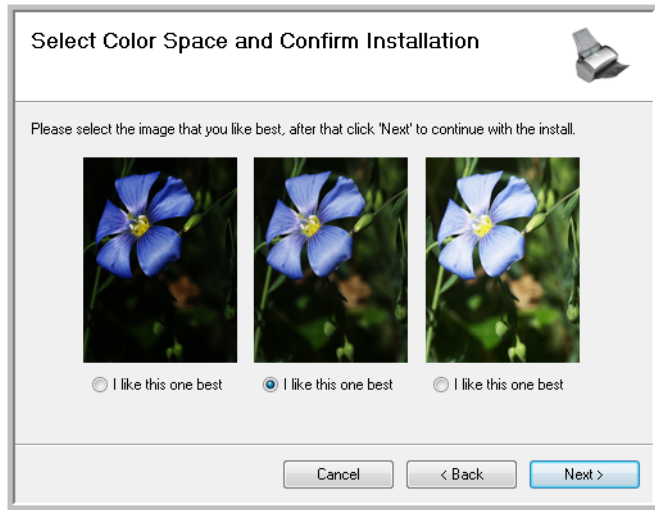 Select Color Space and Confirm Installation
Please select the image that you like best, after that click 'Next' to continue with the install.
I like this one best
I like this one best
I like this one best
Cancel
< Back
Next >